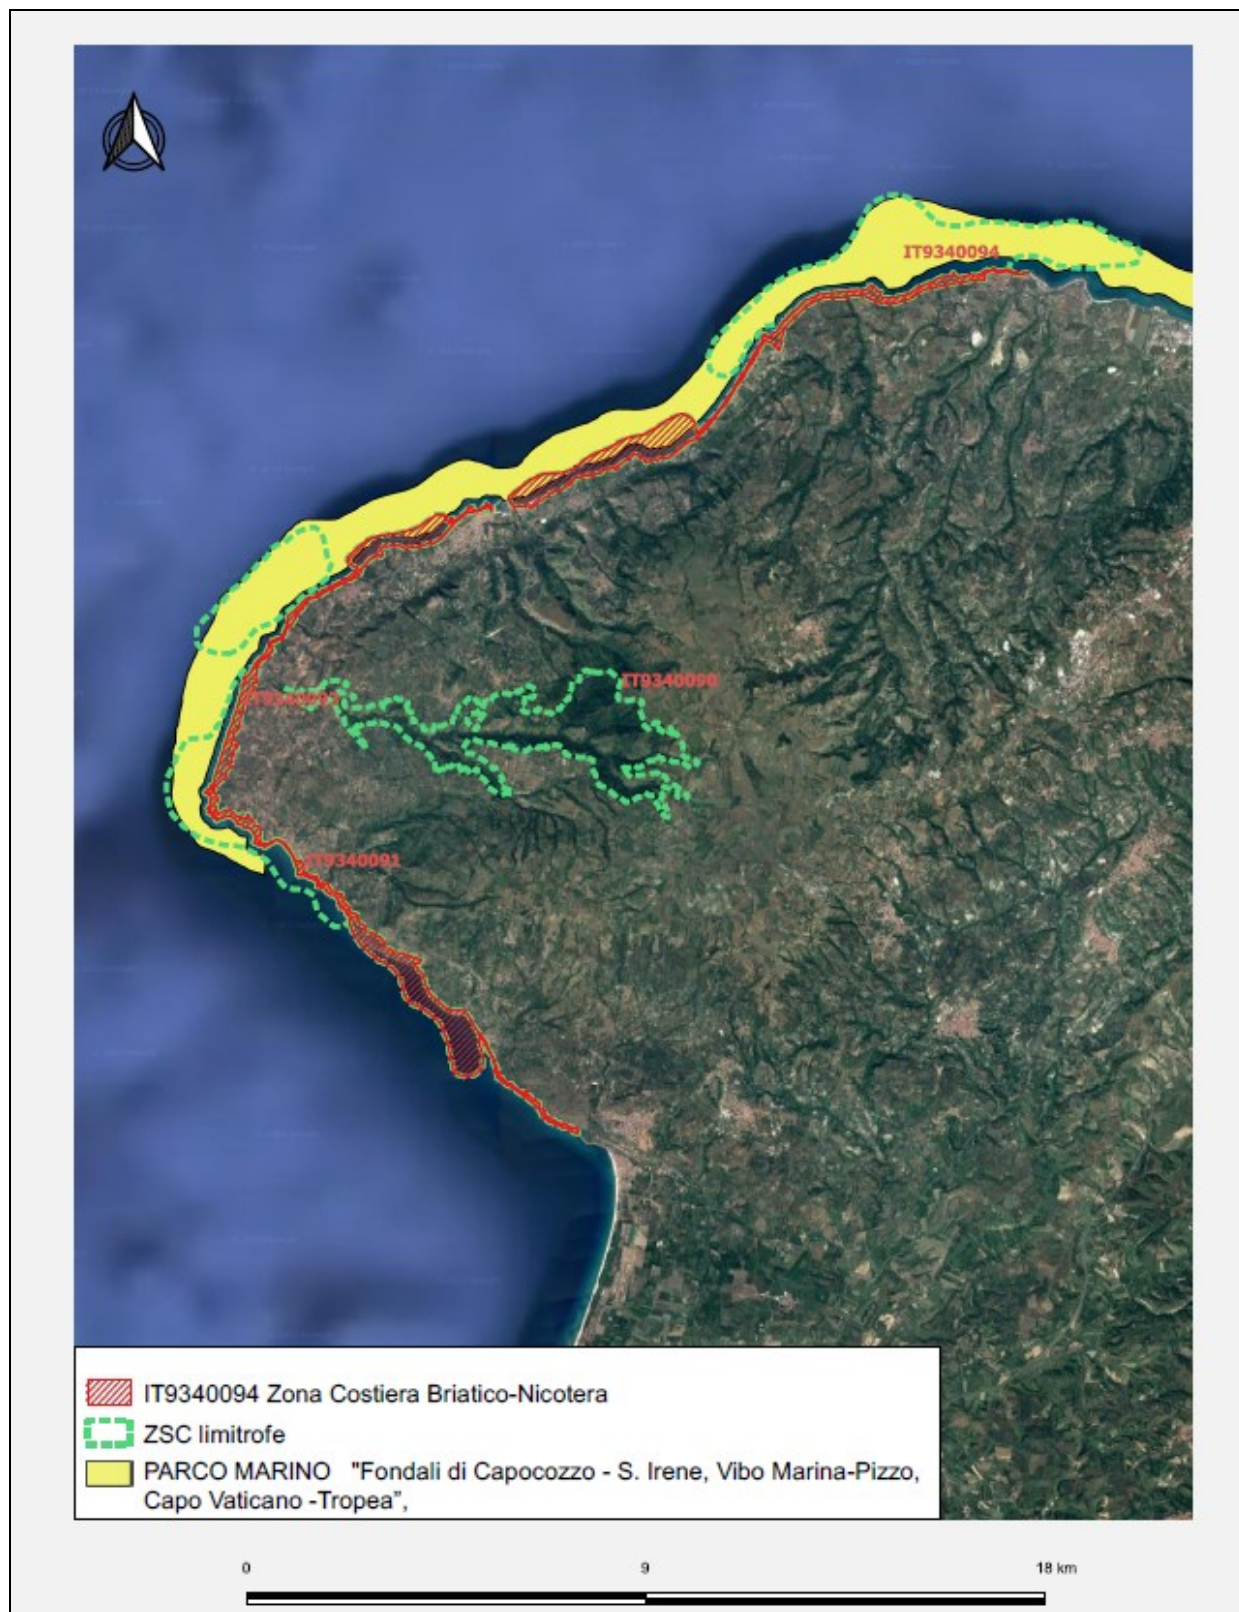 IT9340094
IT9340090
IT9340091
IT9340094 Zona Costiera Briatico-Nicotera
ZSC limitrofe
PARCO MARINO "Fondali di Capocozzo - S. Irene, Vibo Marina-Pizzo,
Capo Vaticano -Tropea”,
0 9 18 km